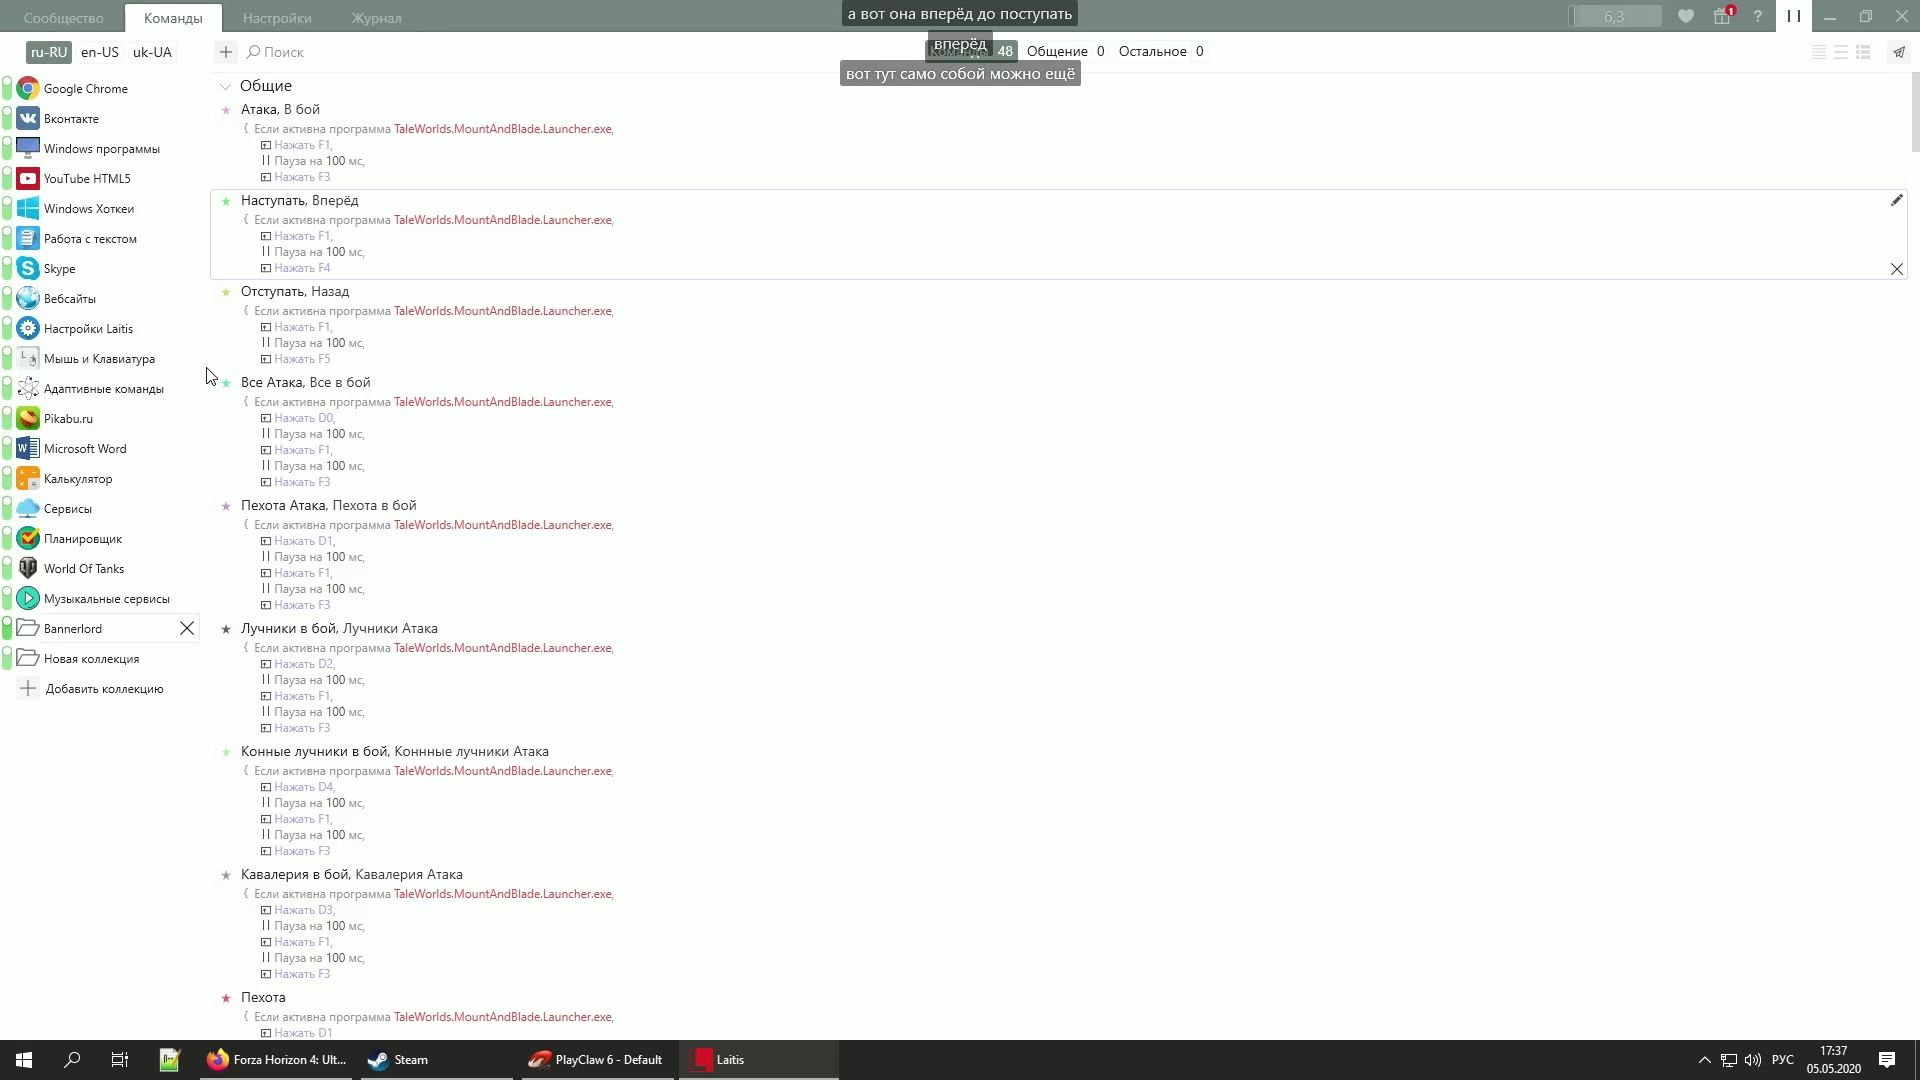 Сообщество
Команды
Настройки
Журнал
а вот она вперёд до поступать
6,3
1
?
ru-RU
en-US
uk-UA
Поиск
вперёд
48
Общение 0
Остальное 0
вот тут само собой можно ещё
Google Chrome
Вконтакте
Windows программы
YouTube HTML5
Windows Хоткеи
Работа с текстом
Skype
Вебсайты
Настройки Laitis
Мышь и Клавиатура
Адаптивные команды
Pikabu.ru
Microsoft Word
Калькулятор
Сервисы
Планировщик
World Of Tanks
Музыкальные сервисы
Bannerlord
Новая коллекция
Добавить коллекцию
Общие
Атака, В бой
{ Если активна программа TaleWorlds.MountAndBlade.Launcher.exe,
Нажать F1,
Пауза на 100 мс,
Нажать F3
Наступать, Вперёд
{ Если активна программа TaleWorlds.MountAndBlade.Launcher.exe,
Нажать F1,
Пауза на 100 мс,
Нажать F4
Отступать, Назад
{ Если активна программа TaleWorlds.MountAndBlade.Launcher.exe,
Нажать F1,
Пауза на 100 мс,
Нажать F5
Все Атака, Все в бой
{ Если активна программа TaleWorlds.MountAndBlade.Launcher.exe,
Нажать D0,
Пауза на 100 мс,
Нажать F1,
Пауза на 100 мс,
Нажать F3
Пехота Атака, Пехота в бой
{ Если активна программа TaleWorlds.MountAndBlade.Launcher.exe,
Нажать D1,
Пауза на 100 мс,
Нажать F1,
Пауза на 100 мс,
Нажать F3
Лучники в бой, Лучники Атака
{ Если активна программа TaleWorlds.MountAndBlade.Launcher.exe,
Нажать D2,
Пауза на 100 мс,
Нажать F1,
Пауза на 100 мс,
Нажать F3
Конные лучники в бой, Коннные лучники Атака
{ Если активна программа TaleWorlds.MountAndBlade.Launcher.exe,
Нажать D4,
Пауза на 100 мс,
Нажать F1,
Пауза на 100 мс,
Нажать F3
Кавалерия в бой, Кавалерия Атака
{ Если активна программа TaleWorlds.MountAndBlade.Launcher.exe,
Нажать D3,
Пауза на 100 мс,
Нажать F1,
Пауза на 100 мс,
Нажать F3
Пехота
{ Если активна программа TaleWorlds.MountAndBlade.Launcher.exe,
Нажать D1
Forza Horizon 4: Ult...
Steam
PlayClaw 6 - Default
Laitis
РУС
17:37
05.05.2020